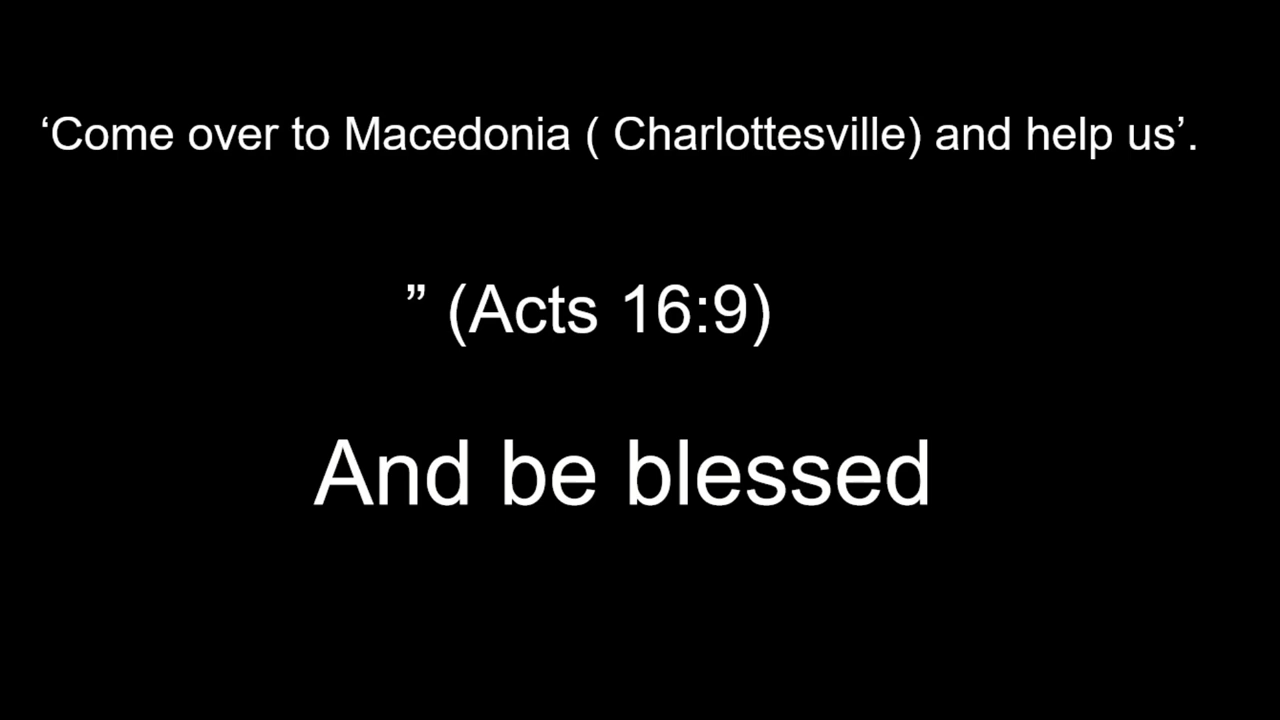 ‘Come over to Macedonia ( Charlottesville) and help us’.
” (Acts 16:9)
And be blessed